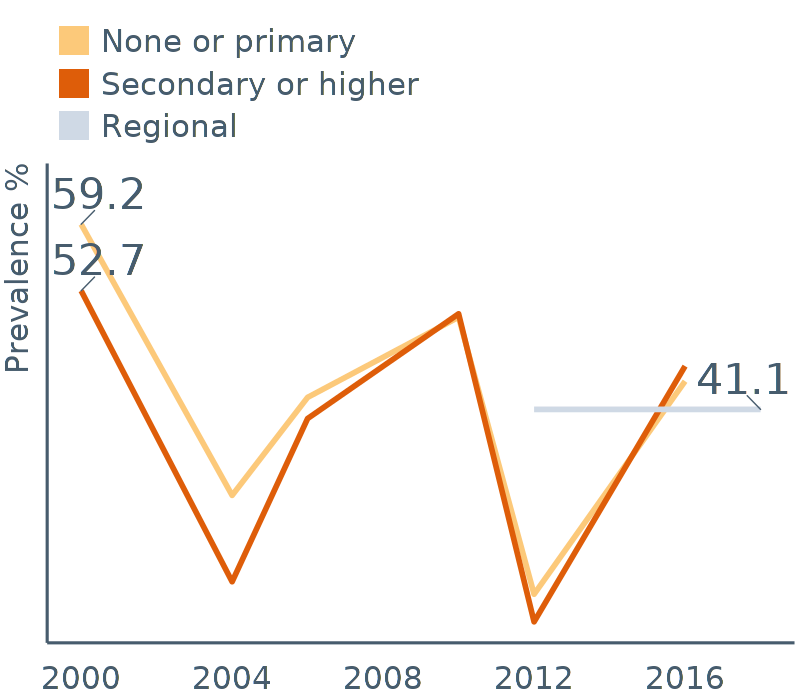 None or primary
Secondary or higher
Regional
Prevalence %
59.2
52.7
41.1
2000 2004 2008 2012 2016